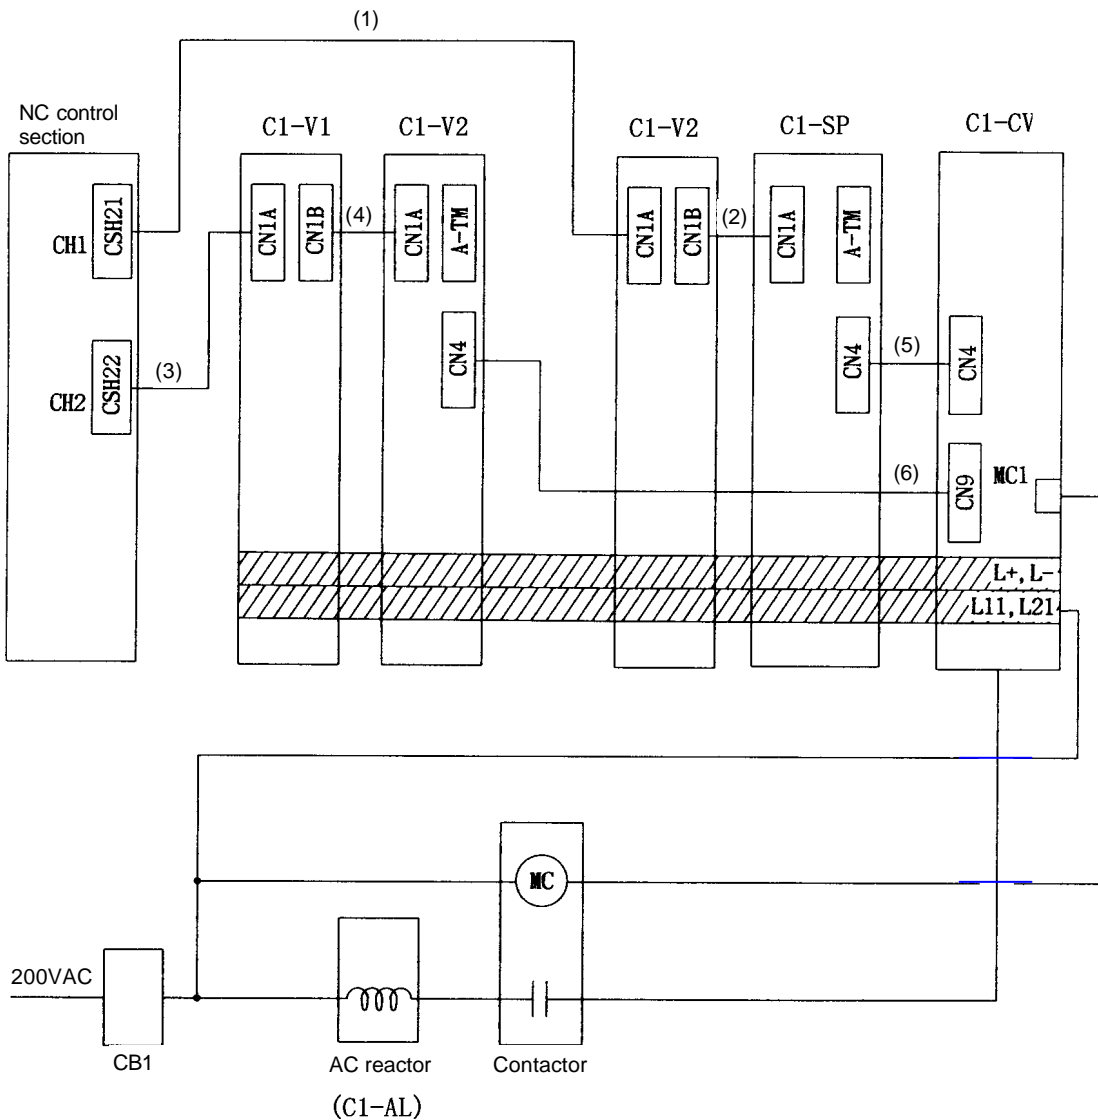 (1)
NC control
section
C1-V1
C1-V2
C1-V2
C1-SP
C1-CV
CH1
CSH21
CN1A
CN1B
(4)
CN1A
A-TM
CN1A
CN1B
(2)
CN1A
A-TM
CH2
CSH22
(3)
CN4
CN4
(5)
CN4
(6)
CN9
MC1
L+, L-
L11, L21
MC
200VAC
CB1
AC reactor
Contactor
(C1-AL)